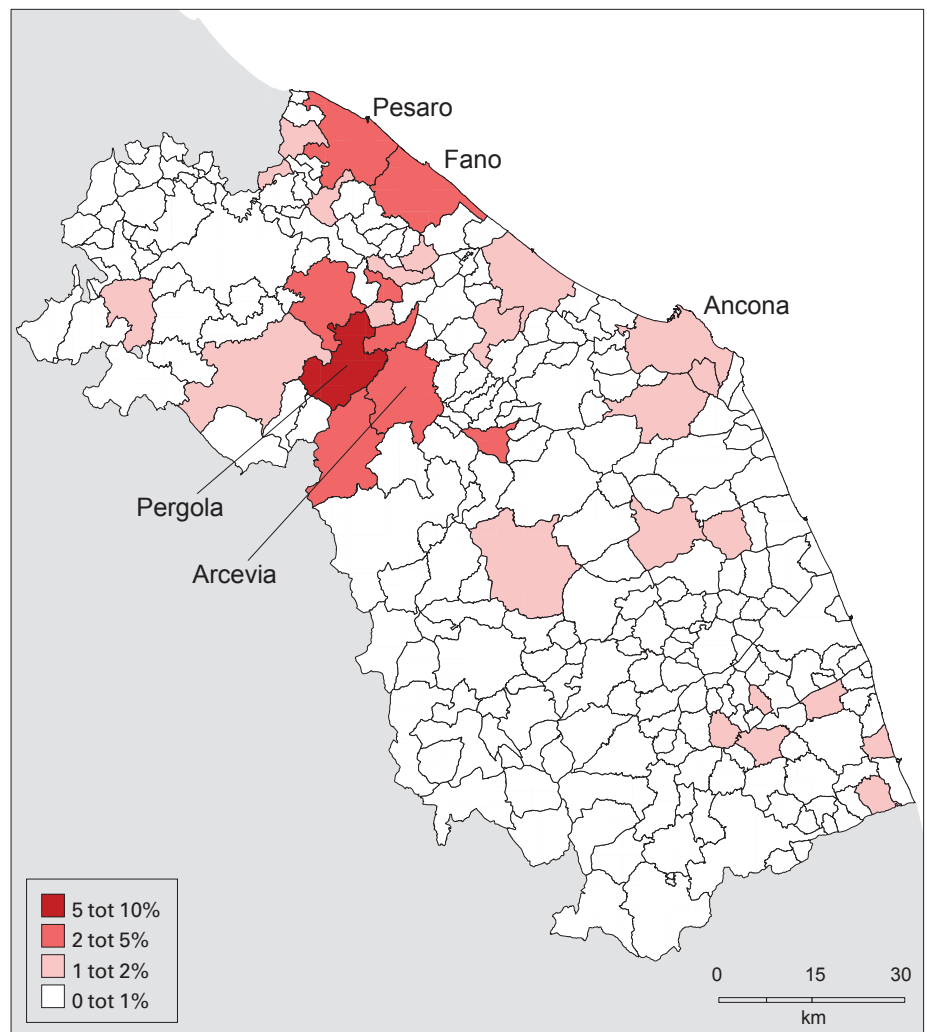 Pesaro
Fano
Ancona
Pergola
Arcevia
5 tot 10%
2 tot 5%
1 tot 2%
0 tot 1%
0 15 30
km